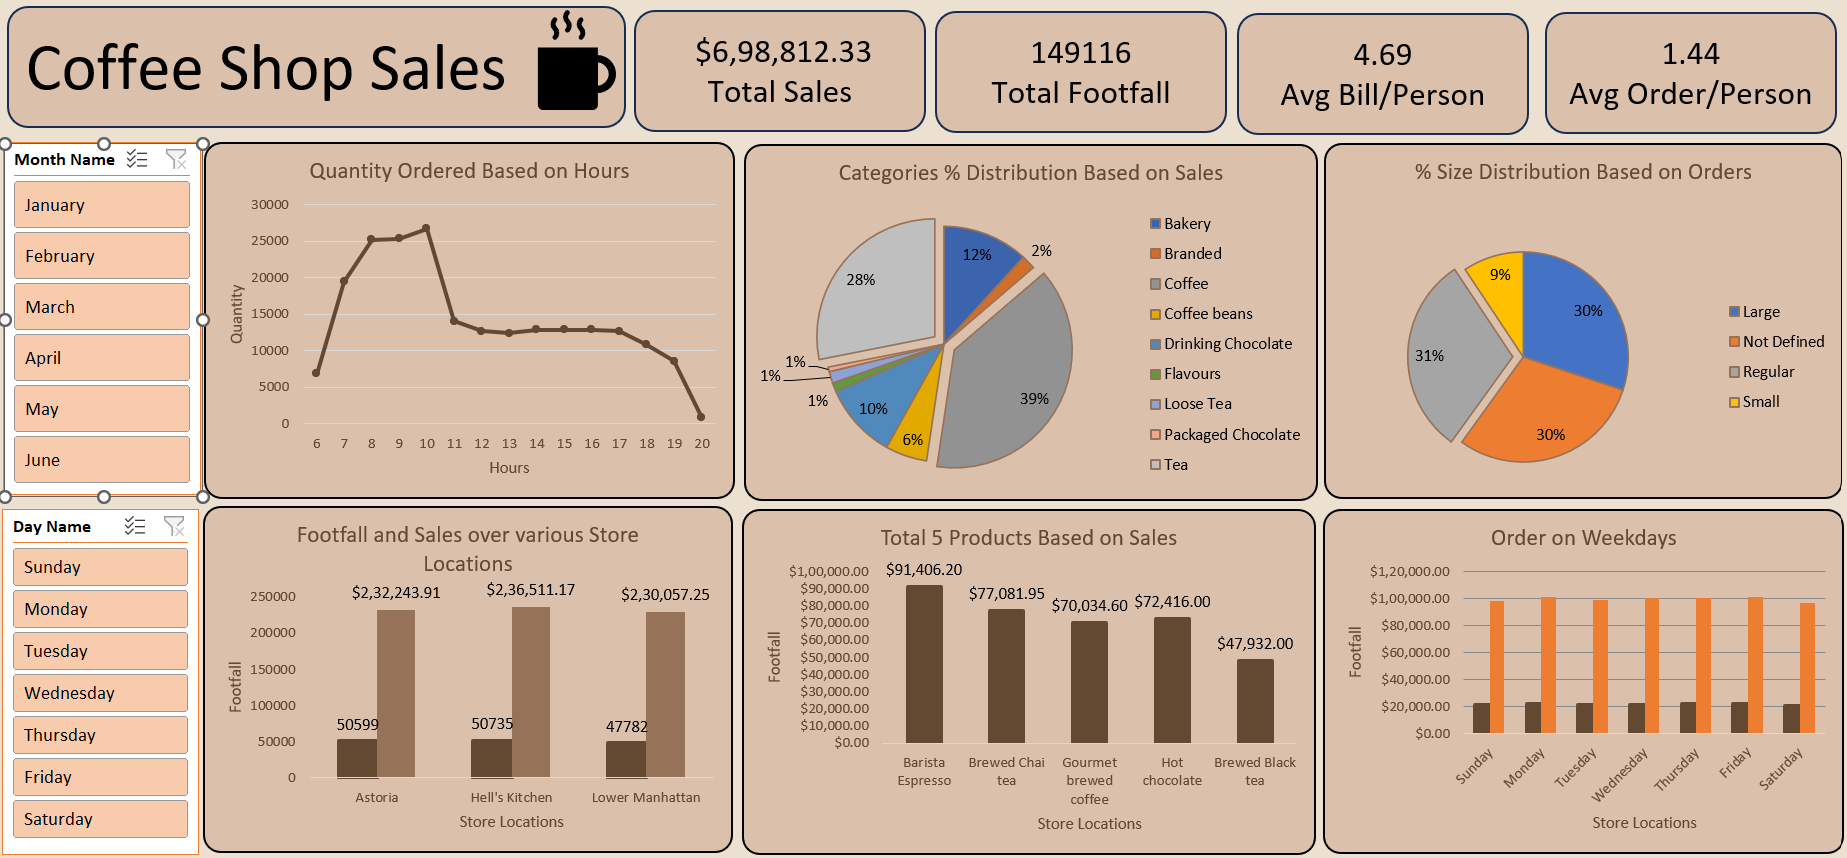 Coffee Shop Sales
$6,98,812.33
Total Sales
149116
Total Footfall
4.69
Avg Bill/Person
1.44
Avg Order/Person
Month Name
January
February
March
April
May
June
Quantity Ordered Based on Hours
30000
25000
20000
15000
10000
5000
0
Quantity
6 7 8 9 10 11 12 13 14 15 16 17 18 19 20
Hours
Categories % Distribution Based on Sales
12%
2%
39%
6%
10%
1%
1%
1%
28%
Bakery
Branded
Coffee
Coffee beans
Drinking Chocolate
Flavours
Loose Tea
Packaged Chocolate
Tea
% Size Distribution Based on Orders
30%
30%
31%
9%
Large
Not Defined
Regular
Small
Day Name
Sunday
Monday
Tuesday
Wednesday
Thursday
Friday
Saturday
Footfall and Sales over various Store
Locations
250000
200000
150000
100000
50000
0
Footfall
$2,32,243.91
$2,36,511.17
$2,30,057.25
50599
50735
47782
Astoria
Hell's Kitchen
Lower Manhattan
Store Locations
Total 5 Products Based on Sales
$1,00,000.00
$90,000.00
$80,000.00
$70,000.00
$60,000.00
$50,000.00
$40,000.00
$30,000.00
$20,000.00
$10,000.00
$0.00
Footfall
$91,406.20
$77,081.95
$70,034.60
$72,416.00
$47,932.00
Barista
Espresso
Brewed Chai
tea
Gourmet
brewed
coffee
Hot
chocolate
Brewed Black
tea
Store Locations
Order on Weekdays
$1,20,000.00
$1,00,000.00
$80,000.00
$60,000.00
$40,000.00
$20,000.00
$0.00
Footfall
Sunday
Monday
Tuesday
Wednesday
Thursday
Friday
Saturday
Store Locations